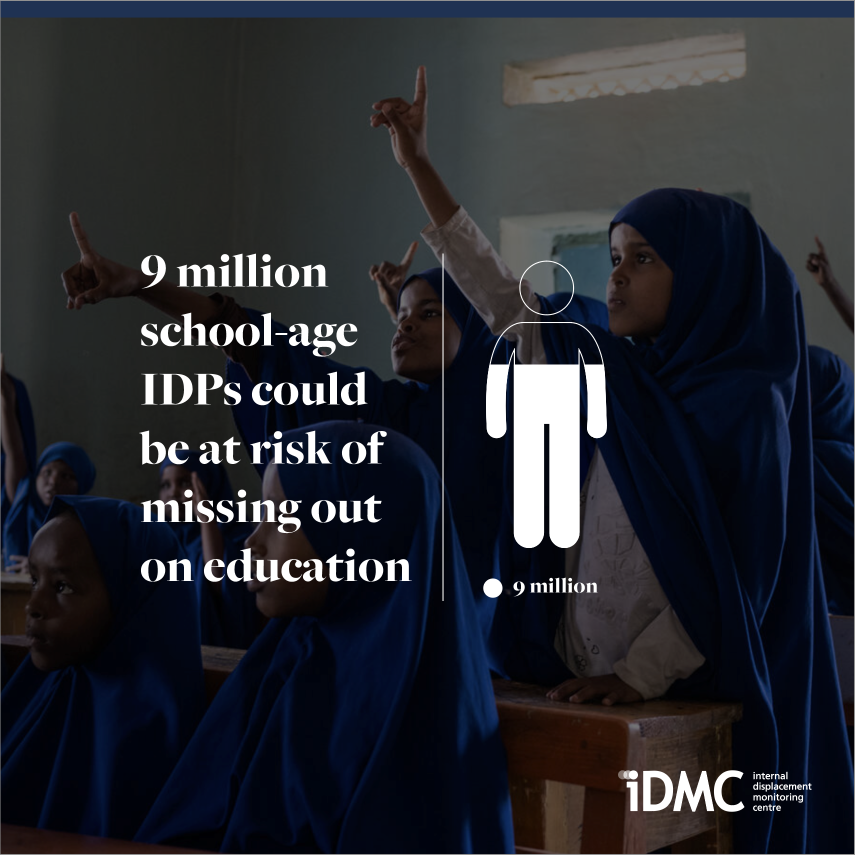 9 million
school-age
IDPs could
be at risk of
missing out
on education
9 million
iDMC
internal
displacement
monitoring
centre